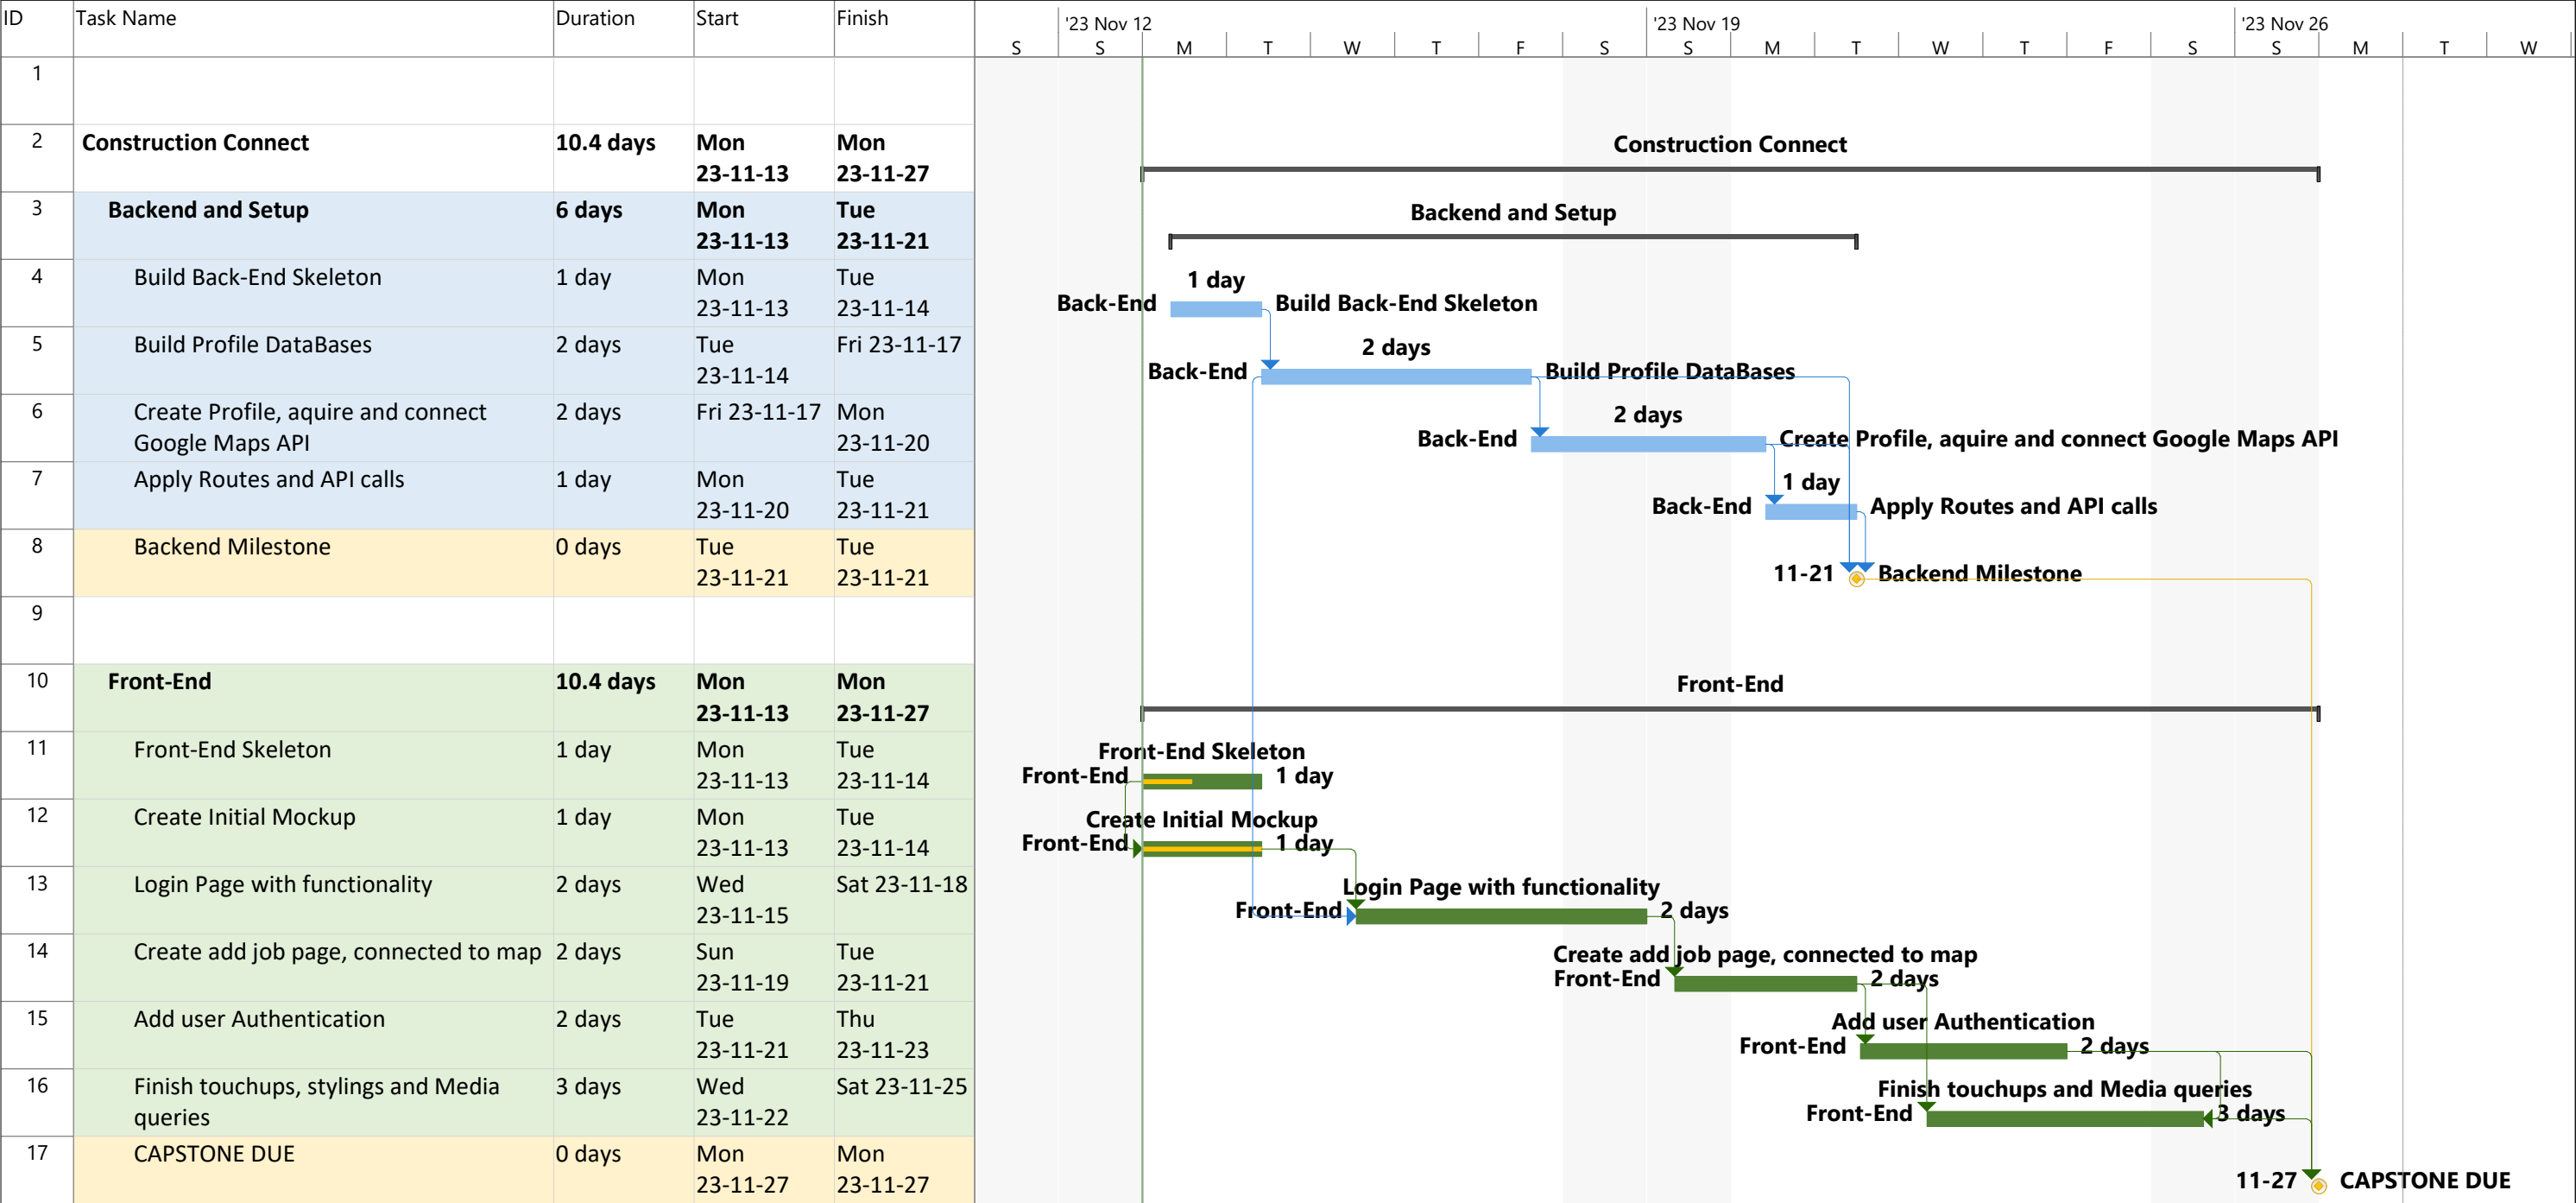 ID Task Name Duration Start Finish
'23 Nov 12 '23 Nov 19 '23 Nov 26
S S M T W T F S S M T W T F S S M T W
1
2 Construction Connect 10.4 days Mon Mon
23-11-13 23-11-27
Construction Connect
3 Backend and Setup 6 days Mon Tue
23-11-13 23-11-21
Backend and Setup
4 Build Back-End Skeleton 1 day Mon Tue
23-11-13 23-11-14
1 day
Back-End Build Back-End Skeleton
5 Build Profile DataBases 2 days Tue Fri 23-11-17
23-11-14
2 days
Back-End Build Profile DataBases
6 Create Profile, aquire and connect 2 days Fri 23-11-17 Mon
Google Maps API 23-11-20
2 days
Back-End Create Profile, aquire and connect Google Maps API
7 Apply Routes and API calls 1 day Mon Tue
23-11-20 23-11-21
1 day
Back-End Apply Routes and API calls
8 Backend Milestone 0 days Tue Tue
23-11-21 23-11-21
11-21 Backend Milestone
9
10 Front-End 10.4 days Mon Mon
23-11-13 23-11-27
Front-End
11 Front-End Skeleton 1 day Mon Tue
23-11-13 23-11-14
Front-End Skeleton
Front-End 1 day
12 Create Initial Mockup 1 day Mon Tue
23-11-13 23-11-14
Create Initial Mockup
Front-End 1 day
13 Login Page with functionality 2 days Wed Sat 23-11-18
23-11-15
Login Page with functionality
Front-End 2 days
14 Create add job page, connected to map 2 days Sun Tue
23-11-19 23-11-21
Create add job page, connected to map
Front-End 2 days
15 Add user Authentication 2 days Tue Thu
23-11-21 23-11-23
Add user Authentication
Front-End 2 days
16 Finish touchups, stylings and Media 3 days Wed Sat 23-11-25
queries 23-11-22
Finish touchups and Media queries
Front-End 3 days
17 CAPSTONE DUE 0 days Mon Mon
23-11-27 23-11-27
11-27 CAPSTONE DUE